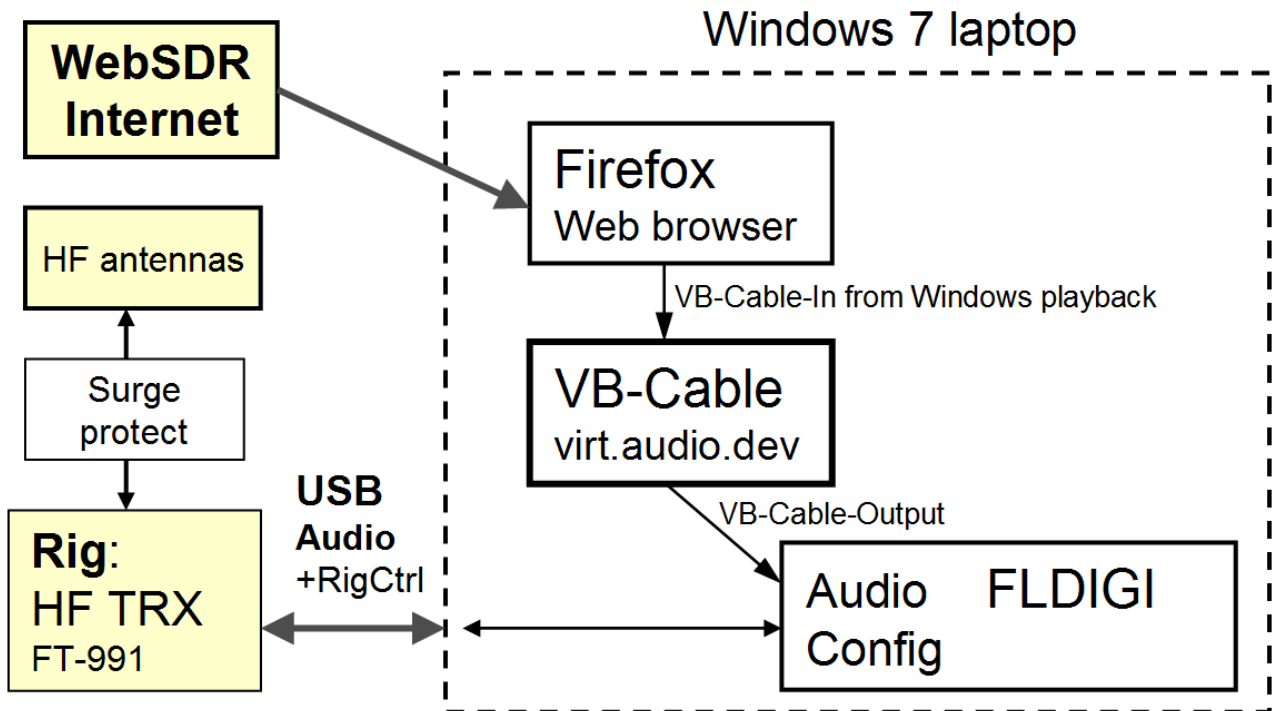 Windows 7 laptop
WebSDR
Internet
Firefox
Web browser
HF antennas
VB-Cable-In from Windows playback
Surge
protect
VB-Cable
virt.audio.dev
VB-Cable-Output
USB
Audio
+RigCtrl
Rig:
HF TRX
FT-991
Audio FLDIGI
Config